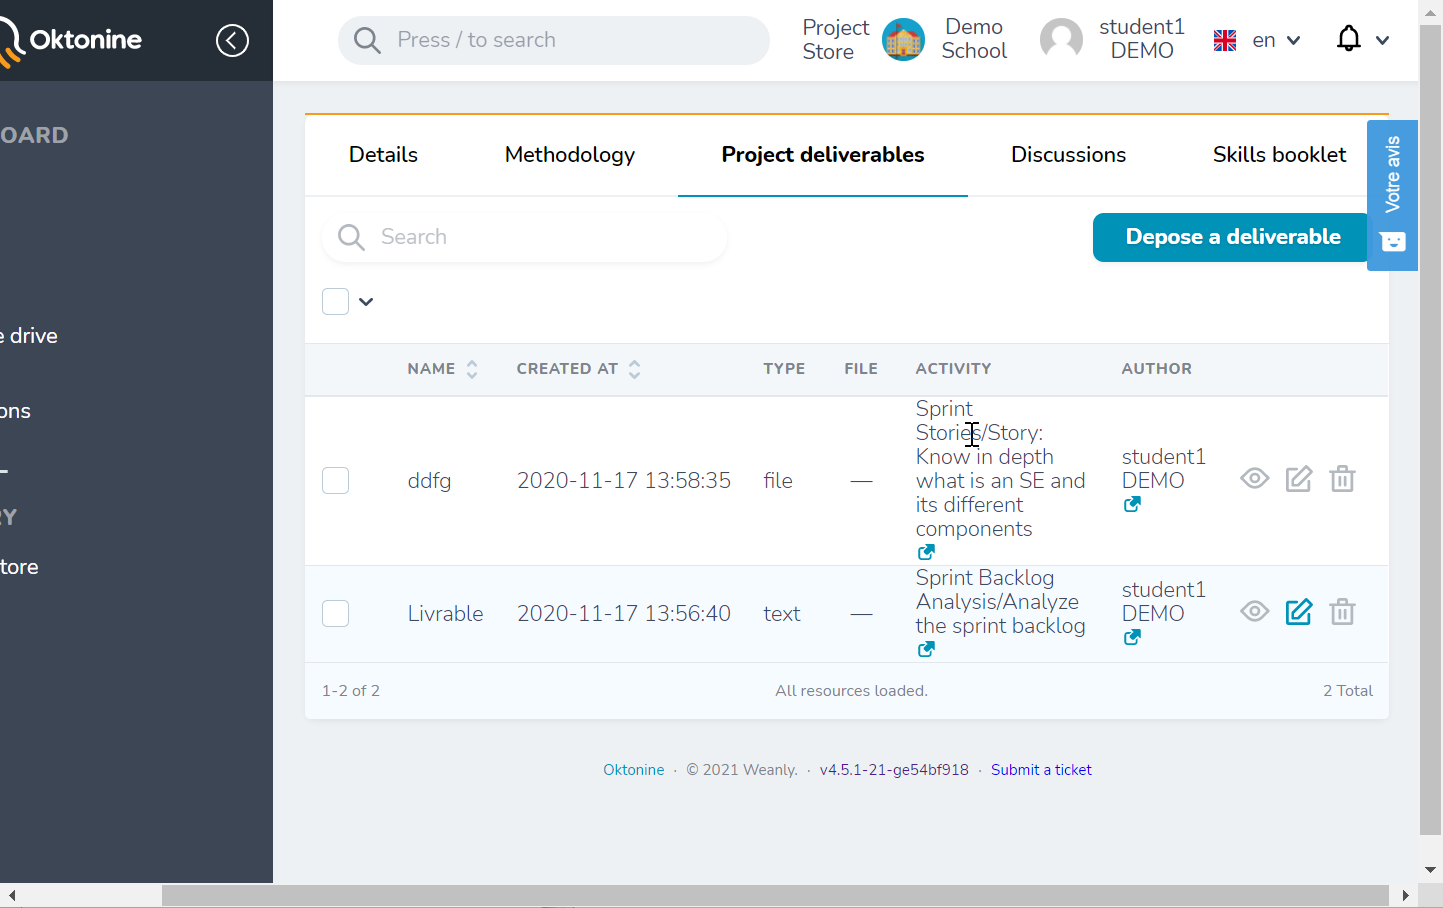 Oktonine
Press / to search
Project
Store
Demo
School
student1
DEMO
en
OARD
e drive
ons
RY
tore
Details
Methodology
Project deliverables
Discussions
Skills booklet
Votre avis
Search
Depose a deliverable
NAME
CREATED AT
TYPE
FILE
ACTIVITY
AUTHOR
ddfg
2020-11-17 13:58:35
file
—
Sprint
Stories/Story:
Know in depth
what is an SE and
its different
components
student1
DEMO
Livrable
2020-11-17 13:56:40
text
—
Sprint Backlog
Analysis/Analyze
the sprint backlog
student1
DEMO
1-2 of 2
All resources loaded.
2 Total
Oktonine · © 2021 Weanly. · v4.5.1-21-ge54bf918 · Submit a ticket